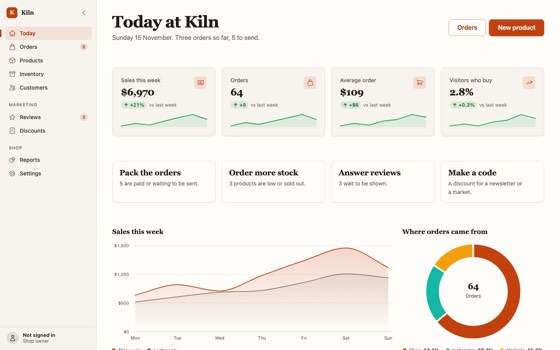 Kiln
Today
Orders 5
Products
Inventory
Customers
MARKETING
Reviews 3
Discounts
SHOP
Reports
Settings
Not signed in
Shop owner
Today at Kiln
Sunday 15 November. Three orders so far, 5 to send.
Orders
New product
Sales this week
$6,970
↑ +21% vs last week
Orders
64
↑ +9 vs last week
Average order
$109
↑ +$6 vs last week
Visitors who buy
2.8%
↑ +0.3% vs last week
Pack the orders
5 are paid or waiting to be sent.
Order more stock
3 products are low or sold out.
Answer reviews
3 wait to be shown.
Make a code
A discount for a newsletter or
a market.
Sales this week
$1,500
$1,000
$500
$0
Mon Tue Wed Thu Fri Sat Sun
Where orders came from
64
Orders